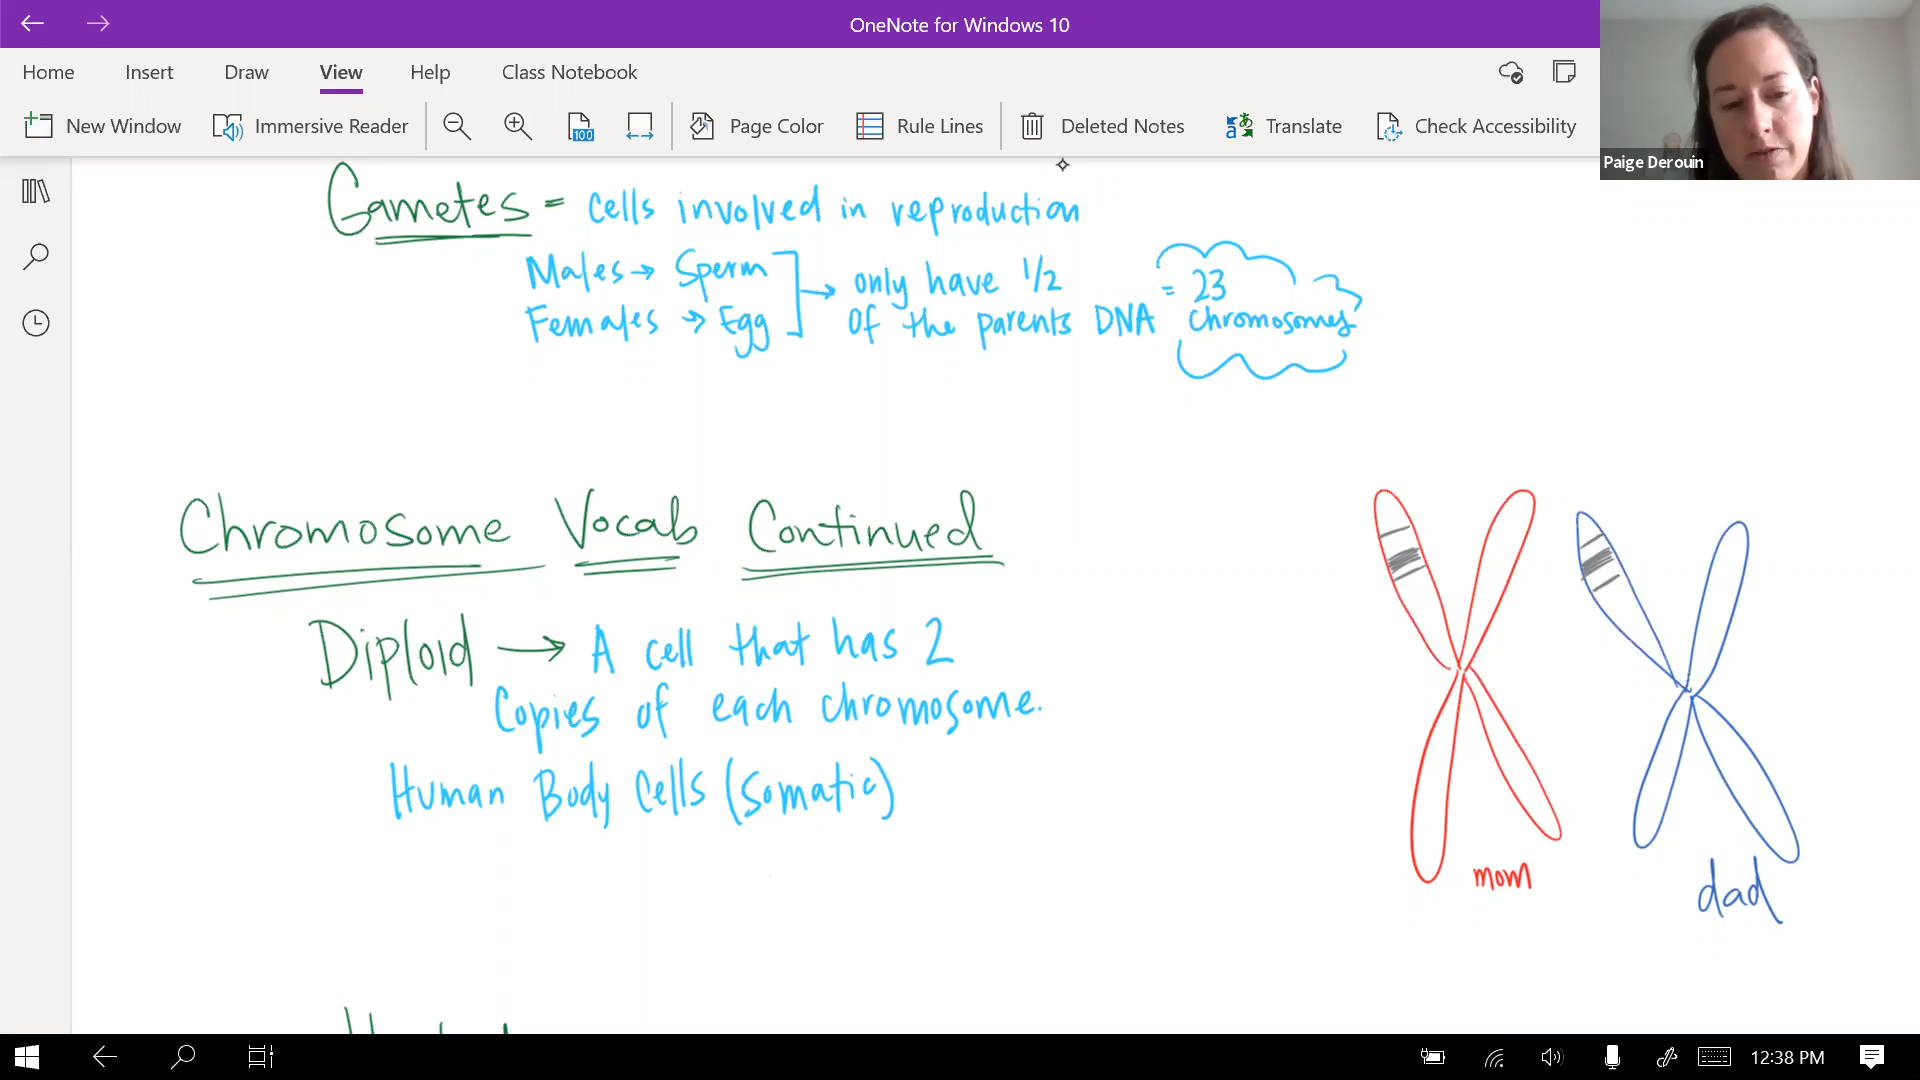 OneNote for Windows 10
Home Insert Draw View Help Class Notebook
New Window Immersive Reader 100 Page Color Rule Lines Deleted Notes Translate Check Accessibility
Paige Derouin
Gametes = cells involved in reproduction
Males → Sperm
Females → Egg
→ only have 1/2
of the parents DNA
= 23
chromosomes
Chromosome Vocab Continued
Diploid → A cell that has 2
Copies of each chromosome.
Human Body Cells (Somatic)
mom
dad
12:38 PM